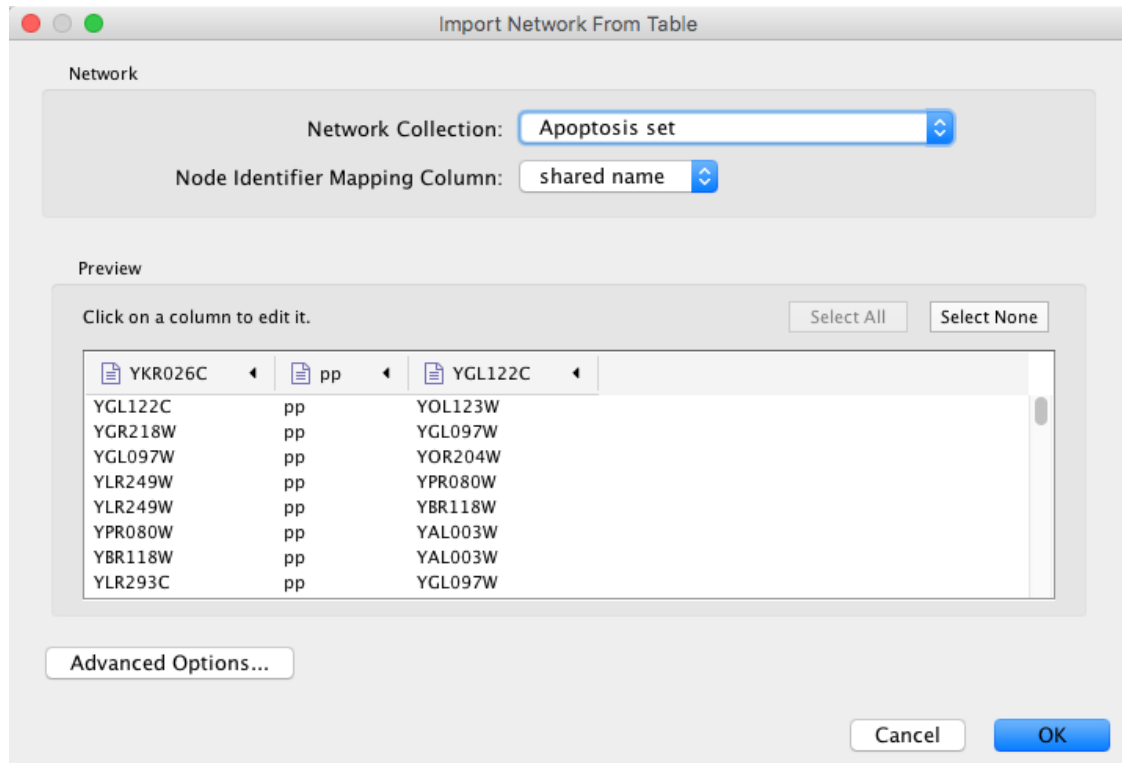 Import Network From Table
Network
Network Collection: Apoptosis set
Node Identifier Mapping Column: shared name
Preview
Click on a column to edit it. Select All Select None
YKR026C pp YGL122C
YGL122C pp YOL123W
YGR218W pp YGL097W
YGL097W pp YOR204W
YLR249W pp YPR080W
YLR249W pp YBR118W
YPR080W pp YAL003W
YBR118W pp YAL003W
YLR293C pp YGL097W
Advanced Options...
Cancel OK